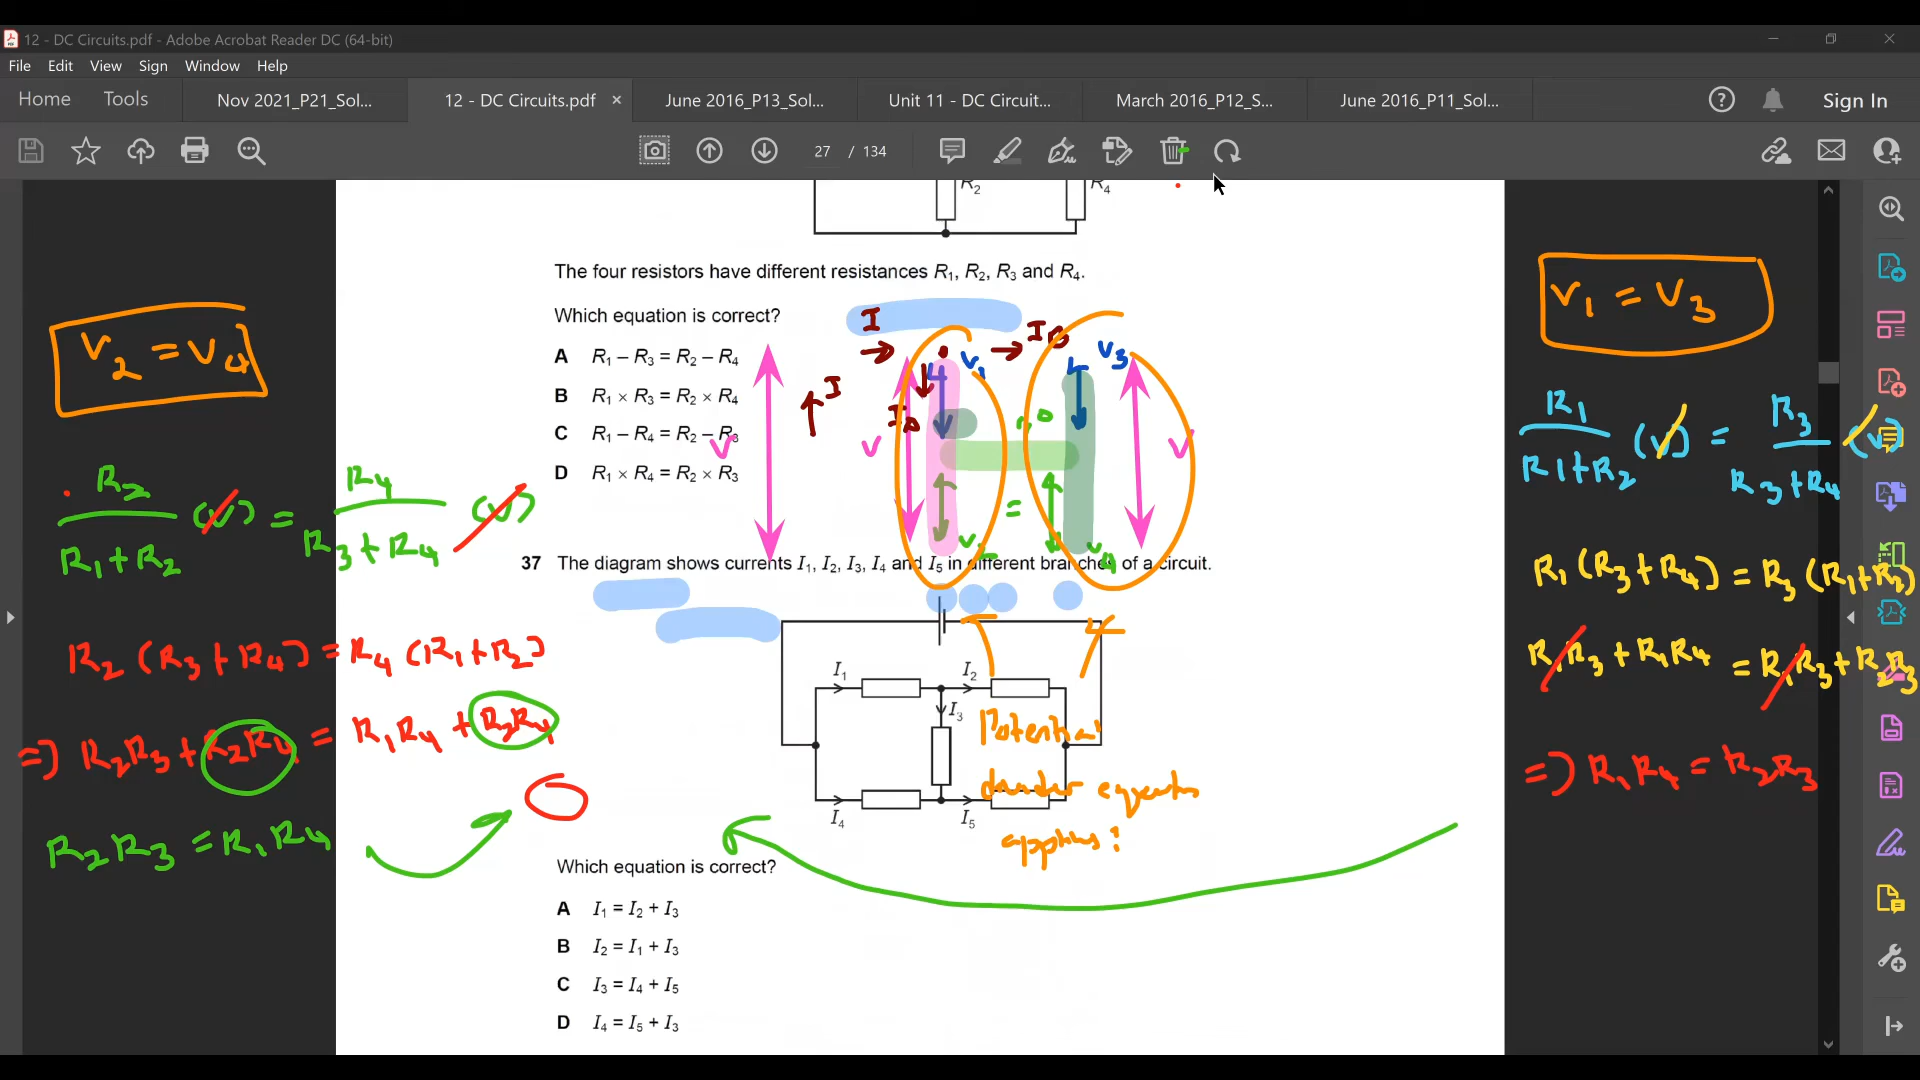 12 - DC Circuits.pdf - Adobe Acrobat Reader DC (64-bit)
File Edit View Sign Window Help
Home Tools Nov 2021_P21_Sol... 12 - DC Circuits.pdf × June 2016_P13_Sol... Unit 11 - DC Circuit... March 2016_P12_S... June 2016_P11_Sol... Sign In
27 / 134
R2 R4
The four resistors have different resistances R1, R2, R3 and R4.
Which equation is correct?
A R1 − R3 = R2 − R4
B R1 × R3 = R2 × R4
C R1 − R4 = R2 − R3
D R1 × R4 = R2 × R3
I
I
V1
V3
V
V
V
=
V4
V2 = V4
R2/(R1+R2) (V) = R4/(R3+R4) (V)
R2 (R3+R4) = R4 (R1+R2)
=> R2R3 + R2R4 = R1R4 + R2R4
R2R3 = R1R4
V1 = V3
R1/(R1+R2) (V) = R3/(R3+R4) (V)
R1 (R3+R4) = R3 (R1+R2)
R1R3 + R1R4 = R1R3 + R2R3
=> R1R4 = R2R3
37 The diagram shows currents I1, I2, I3, I4 and I5 in different branches of a circuit.
I1 I2
I3
I4 I5
Potential
divider equation
applies?
Which equation is correct?
A I1 = I2 + I3
B I2 = I1 + I3
C I3 = I4 + I5
D I4 = I5 + I3